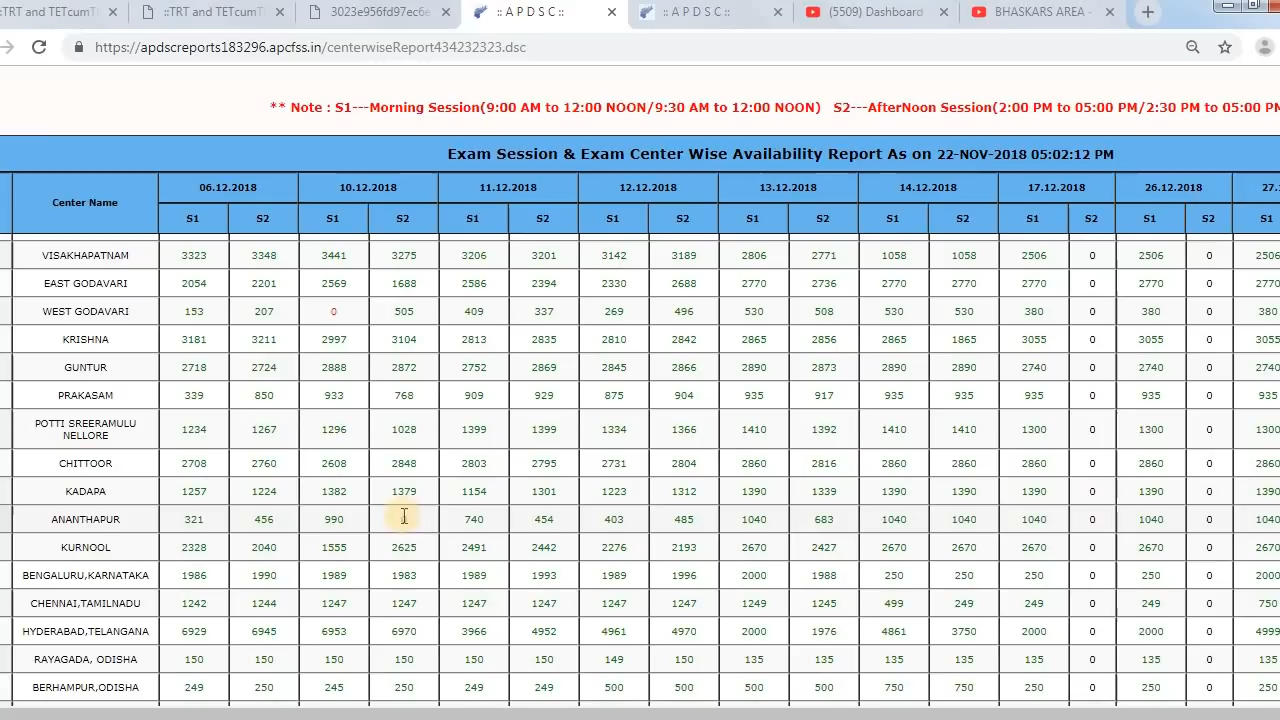 ::TRT and TETcumT
::TRT and TETcumT
3023e956fd97ec6e
:: A P D S C ::
:: A P D S C ::
(5509) Dashboard
BHASKARS AREA -
https://apdscreports183296.apcfss.in/centerwiseReport434232323.dsc
** Note : S1---Morning Session(9:00 AM to 12:00 NOON/9:30 AM to 12:00 NOON) S2---AfterNoon Session(2:00 PM to 05:00 PM/2:30 PM to 05:00 PM
Exam Session & Exam Center Wise Availability Report As on 22-NOV-2018 05:02:12 PM
Center Name 06.12.2018 10.12.2018 11.12.2018 12.12.2018 13.12.2018 14.12.2018 17.12.2018 26.12.2018 27.
S1 S2 S1 S2 S1 S2 S1 S2 S1 S2 S1 S2 S1 S2 S1 S2 S1
VISAKHAPATNAM 3323 3348 3441 3275 3206 3201 3142 3189 2806 2771 1058 1058 2506 0 2506 0 2506
EAST GODAVARI 2054 2201 2569 1688 2586 2394 2330 2688 2770 2736 2770 2770 2770 0 2770 0 2770
WEST GODAVARI 153 207 0 505 409 337 269 496 530 508 530 530 380 0 380 0 380
KRISHNA 3181 3211 2997 3104 2813 2835 2810 2842 2865 2856 2865 1865 3055 0 3055 0 3055
GUNTUR 2718 2724 2888 2872 2752 2869 2845 2866 2890 2873 2890 2890 2740 0 2740 0 2740
PRAKASAM 339 850 933 768 909 929 875 904 935 917 935 935 935 0 935 0 935
POTTI SREERAMULU
NELLORE 1234 1267 1296 1028 1399 1399 1334 1366 1410 1392 1410 1410 1300 0 1300 0 1300
CHITTOOR 2708 2760 2608 2848 2803 2795 2731 2804 2860 2816 2860 2860 2860 0 2860 0 2860
KADAPA 1257 1224 1382 1379 1154 1301 1223 1312 1390 1339 1390 1390 1390 0 1390 0 1390
ANANTHAPUR 321 456 990 740 454 403 485 1040 683 1040 1040 1040 0 1040 0 1040
KURNOOL 2328 2040 1555 2625 2491 2442 2276 2193 2670 2427 2670 2670 2670 0 2670 0 2670
BENGALURU,KARNATAKA 1986 1990 1989 1983 1989 1993 1989 1996 2000 1988 250 250 250 0 250 0 2000
CHENNAI,TAMILNADU 1242 1244 1247 1247 1247 1247 1247 1247 1249 1245 499 249 249 0 249 0 750
HYDERABAD,TELANGANA 6929 6945 6953 6970 3966 4952 4961 4970 2000 1976 4861 3750 2000 0 2000 0 4999
RAYAGADA, ODISHA 150 150 150 150 150 150 149 150 135 135 135 135 135 0 135 0 135
BERHAMPUR,ODISHA 249 250 245 250 249 249 500 500 500 500 750 750 250 0 250 0 250